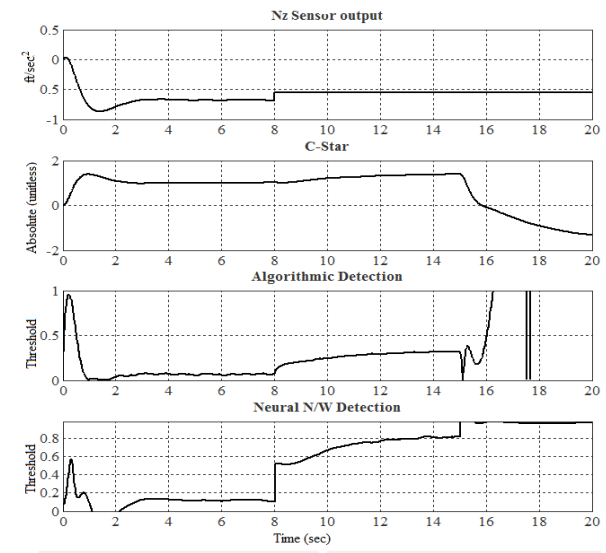 Nz Sensor output
ft/sec2
0.5
0
0.5
-1
0 2 4 6 8 10 12 14 16 18 20
C-Star
Absolute (unitless)
2
0
-2
0 2 4 6 8 10 12 14 16 18 20
Algorithmic Detection
Threshold
1
0.5
0
0 2 4 6 8 10 12 14 16 18 20
Neural N/W Detection
Threshold
0.8
0.6
0.4
0.2
0
0 2 4 6 8 10 12 14 16 18 20
Time (sec)